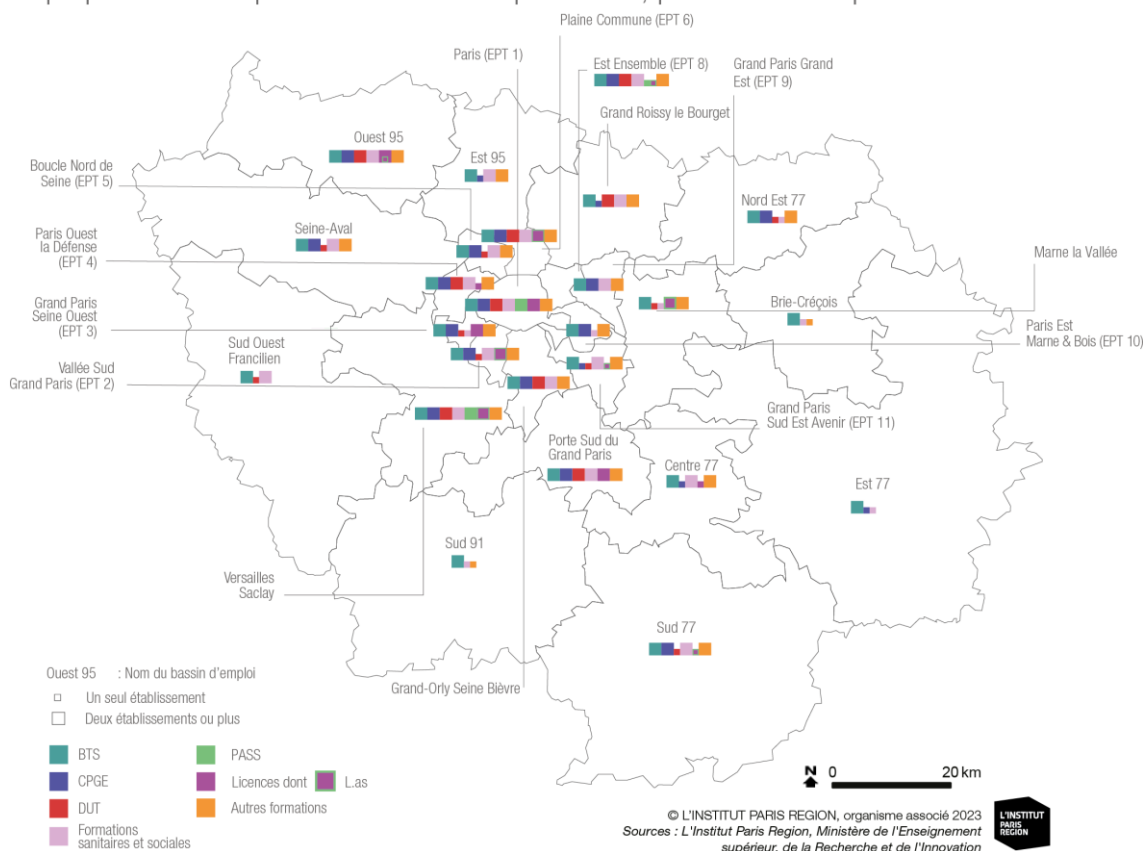 Plaine Commune (EPT 6)
Paris (EPT 1)
Est Ensemble (EPT 8)
Grand Paris Grand
Est (EPT 9)
Grand Roissy le Bourget
Ouest 95
Est 95
Boucle Nord de
Seine (EPT 5)
Nord Est 77
Seine-Aval
Paris Ouest
la Défense
(EPT 4)
Marne la Vallée
Brie-Créçois
Grand Paris
Seine Ouest
(EPT 3)
Paris Est
Marne & Bois (EPT 10)
Sud Ouest
Francilien
Vallée Sud
Grand Paris (EPT 2)
Grand Paris
Sud Est Avenir (EPT 11)
Porte Sud du
Grand Paris
Centre 77
Est 77
Sud 91
Versailles
Saclay
Sud 77
Grand-Orly Seine Bièvre
Ouest 95 : Nom du bassin d'emploi
Un seul établissement
Deux établissements ou plus
BTS
PASS
CPGE
Licences dont
L.as
DUT
Autres formations
Formations
sanitaires et sociales
N 0 20 km
© L'INSTITUT PARIS REGION, organisme associé 2023
Sources : L'Institut Paris Region, Ministère de l'Enseignement
supérieur, de la Recherche et de l'Innovation
L'INSTITUT
PARIS
REGION